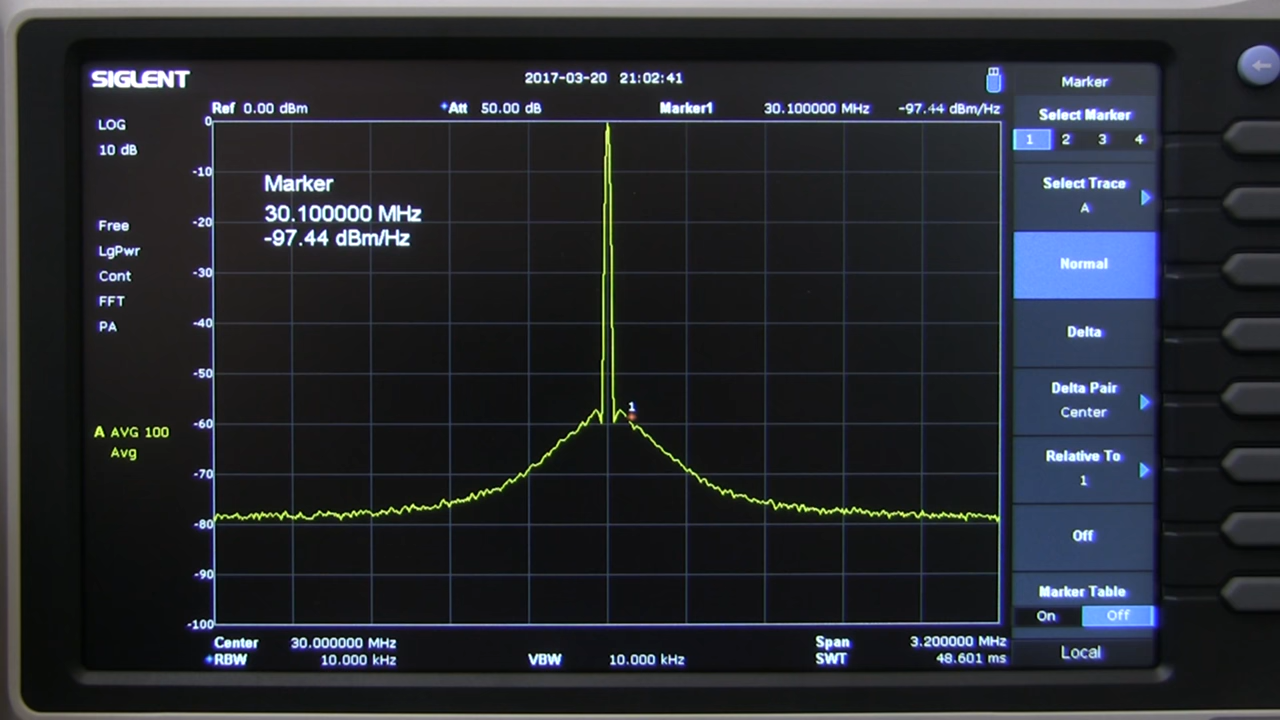 SIGLENT
2017-03-20 21:02:41
Marker
Ref 0.00 dBm
*Att 50.00 dB
Marker1 30.100000 MHz -97.44 dBm/Hz
Select Marker
1 2 3 4
LOG
10 dB
0
-10
-20
-30
-40
-50
-60
-70
-80
-90
-100
Marker
30.100000 MHz
-97.44 dBm/Hz
Free
LgPwr
Cont
FFT
PA
A AVG 100
Avg
1
Select Trace
A
Normal
Delta
Delta Pair
Center
Relative To
1
Off
Marker Table
On Off
Local
Center 30.000000 MHz
Span 3.200000 MHz
*RBW 10.000 kHz
VBW 10.000 kHz
SWT 48.601 ms